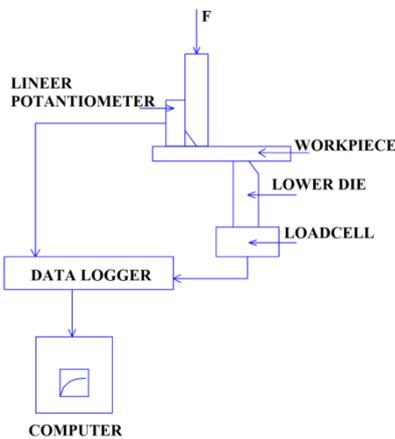 F
LINEER
POTANTIOMETER
WORKPIECE
LOWER DIE
LOADCELL
DATA LOGGER
COMPUTER